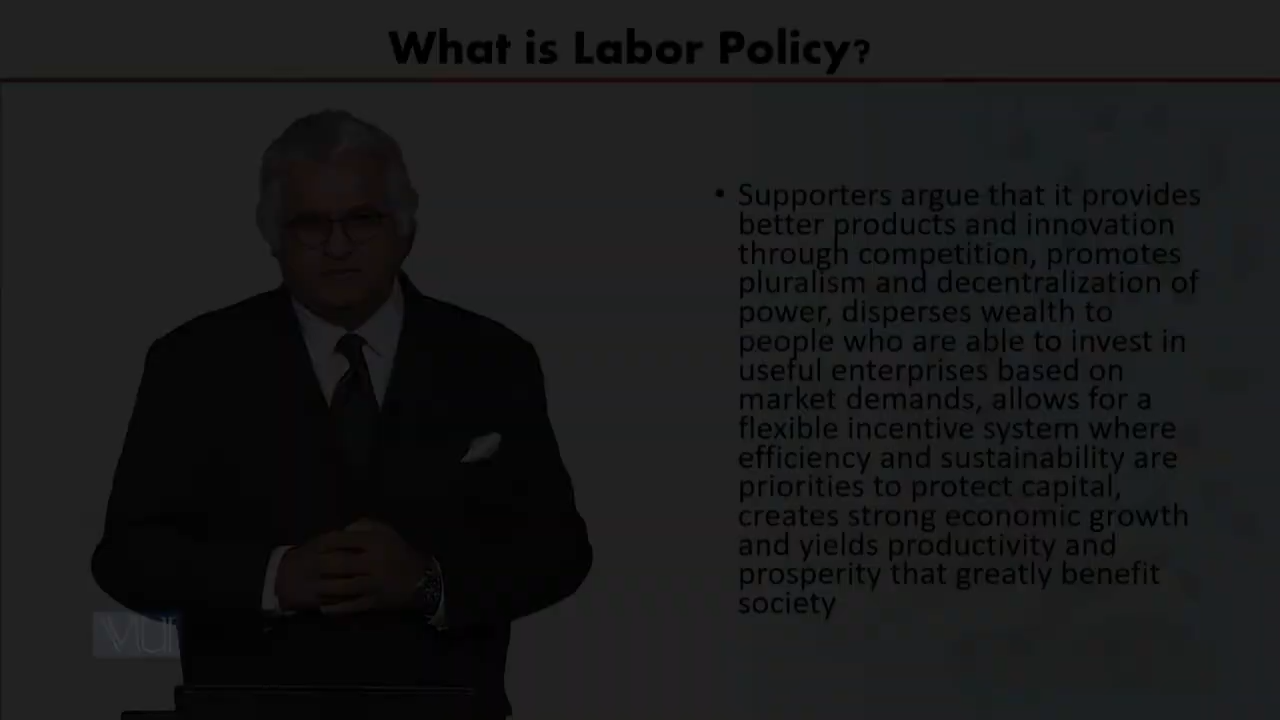 What is Labor Policy?
• Supporters argue that it provides
better products and innovation
through competition, promotes
pluralism and decentralization of
power, disperses wealth to
people who are able to invest in
useful enterprises based on
market demands, allows for a
flexible incentive system where
efficiency and sustainability are
priorities to protect capital,
creates strong economic growth
and yields productivity and
prosperity that greatly benefit
society